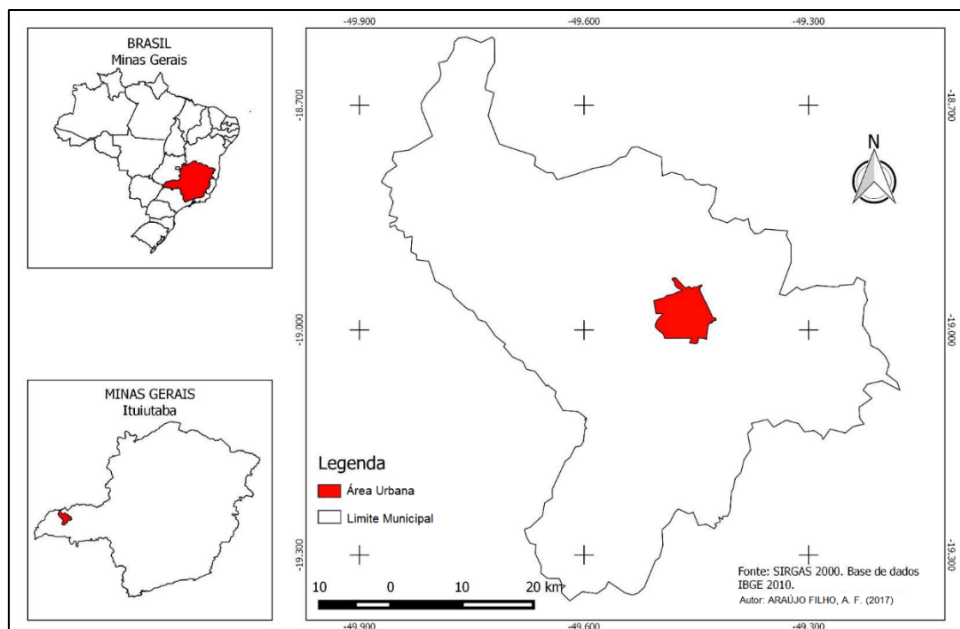 BRASIL
Minas Gerais
MINAS GERAIS
Ituiutaba
-49.900
-49.600
-49.300
-18.700
-18.700
N
-19.000
-19.000
Legenda
Área Urbana
Limite Municipal
-19.300
-19.300
10 0 10 20 km
Fonte: SIRGAS 2000. Base de dados
IBGE 2010.
Autor: ARAÚJO FILHO, A. F. (2017)
-49.900
-49.600
-49.300